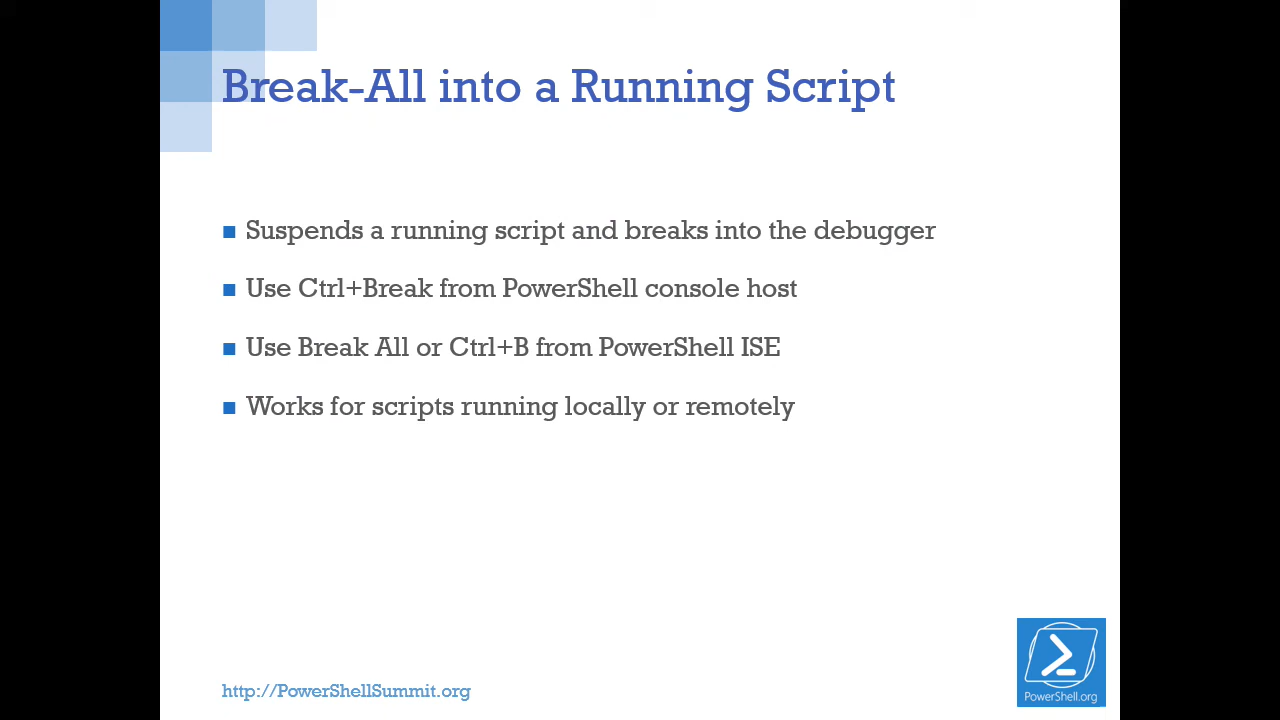 Break-All into a Running Script
Suspends a running script and breaks into the debugger
Use Ctrl+Break from PowerShell console host
Use Break All or Ctrl+B from PowerShell ISE
Works for scripts running locally or remotely
http://PowerShellSummit.org
PowerShell.org